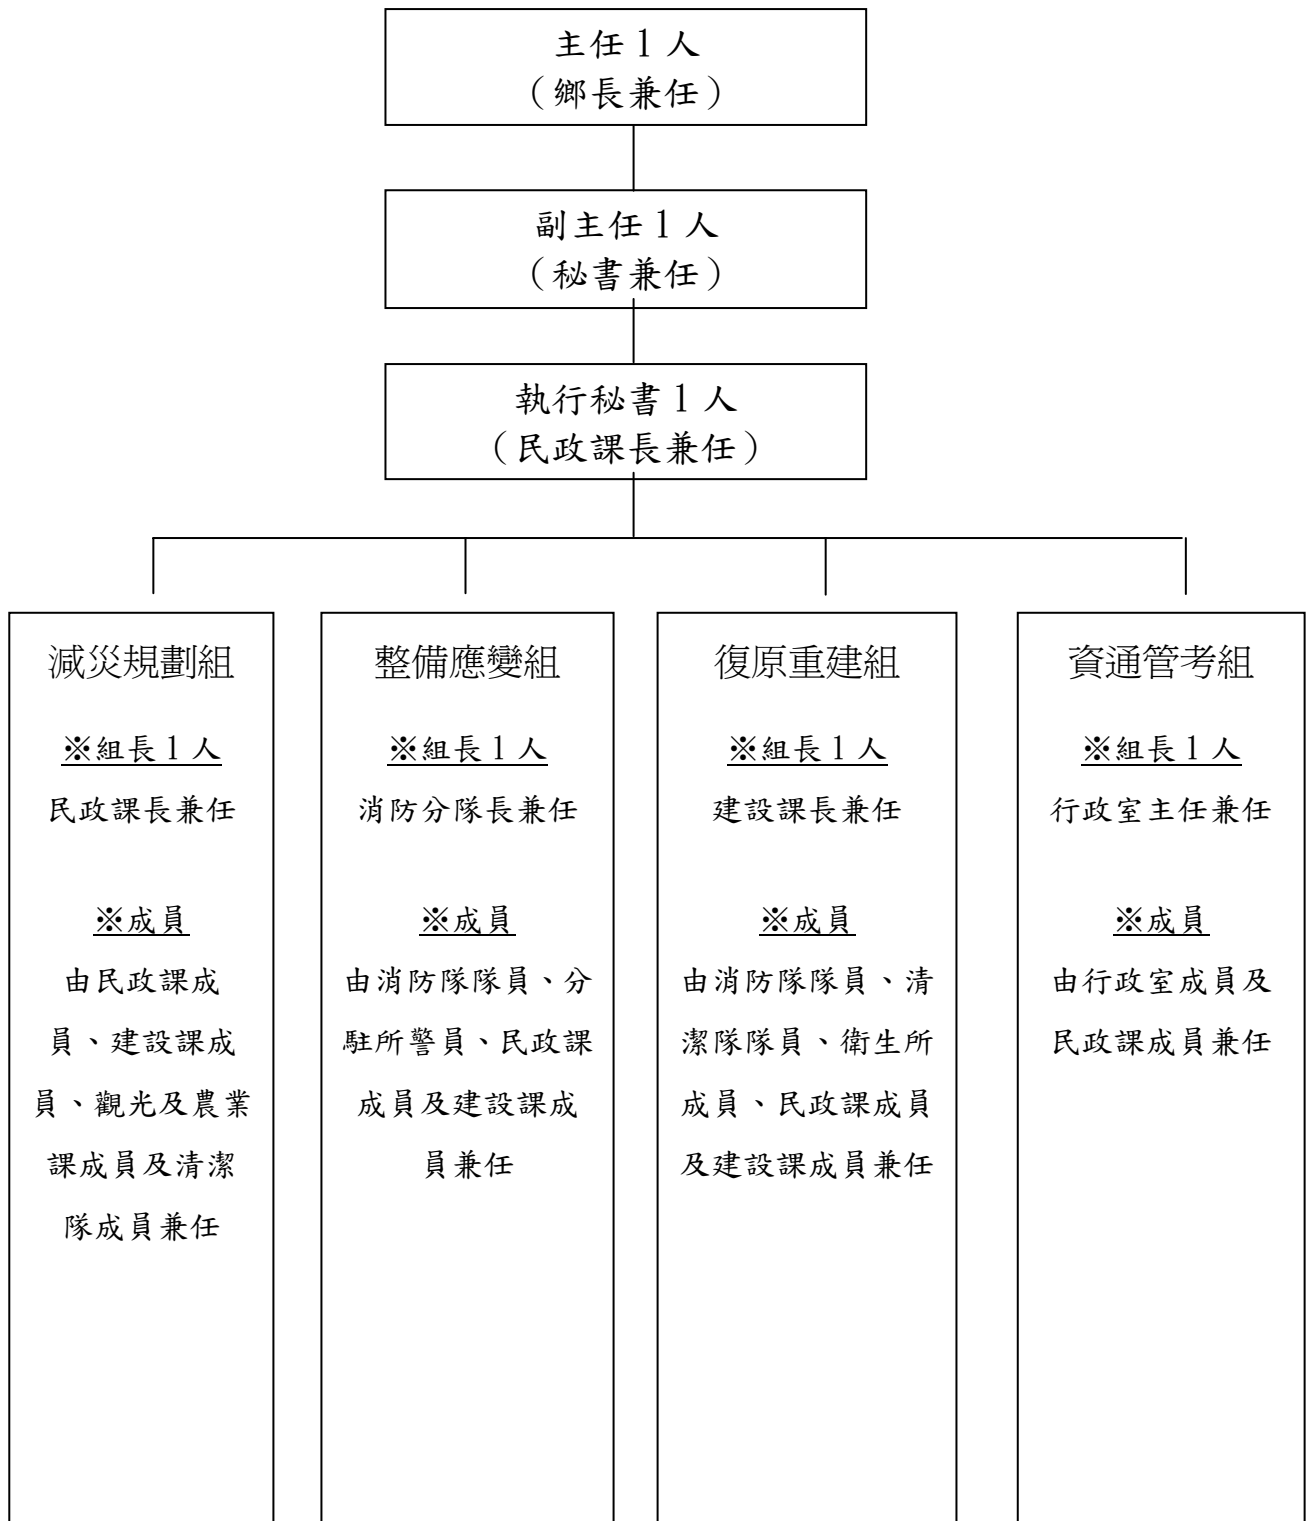 主任1人
（鄉長兼任）
副主任1人
（秘書兼任）
執行秘書1人
（民政課長兼任）
減災規劃組
※組長1人
民政課長兼任
※成員
由民政課成
員、建設課成
員、觀光及農業
課成員及清潔
隊成員兼任
整備應變組
※組長1人
消防分隊長兼任
※成員
由消防隊隊員、分
駐所警員、民政課
成員及建設課成
員兼任
復原重建組
※組長1人
建設課長兼任
※成員
由消防隊隊員、清
潔隊隊員、衛生所
成員、民政課成員
及建設課成員兼任
資通管考組
※組長1人
行政室主任兼任
※成員
由行政室成員及
民政課成員兼任